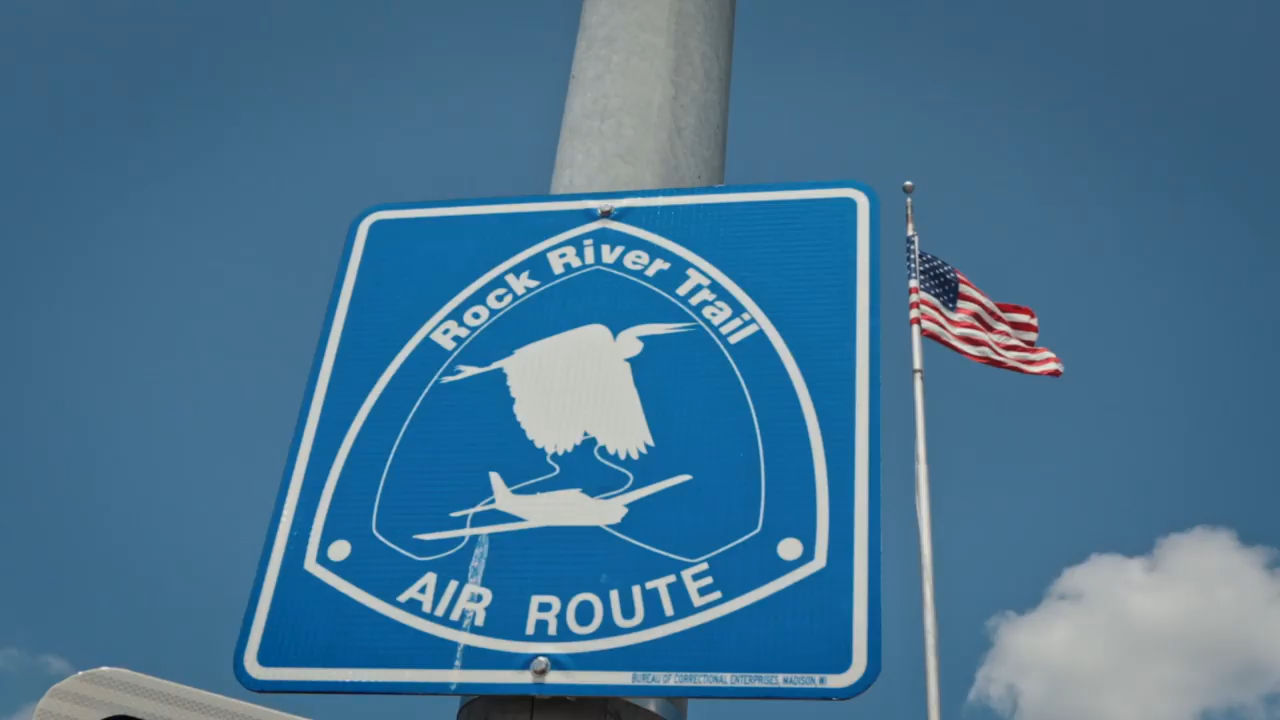 Rock River Trail
AIR ROUTE
BUREAU OF CORRECTIONAL ENTERPRISES, MADISON, WI